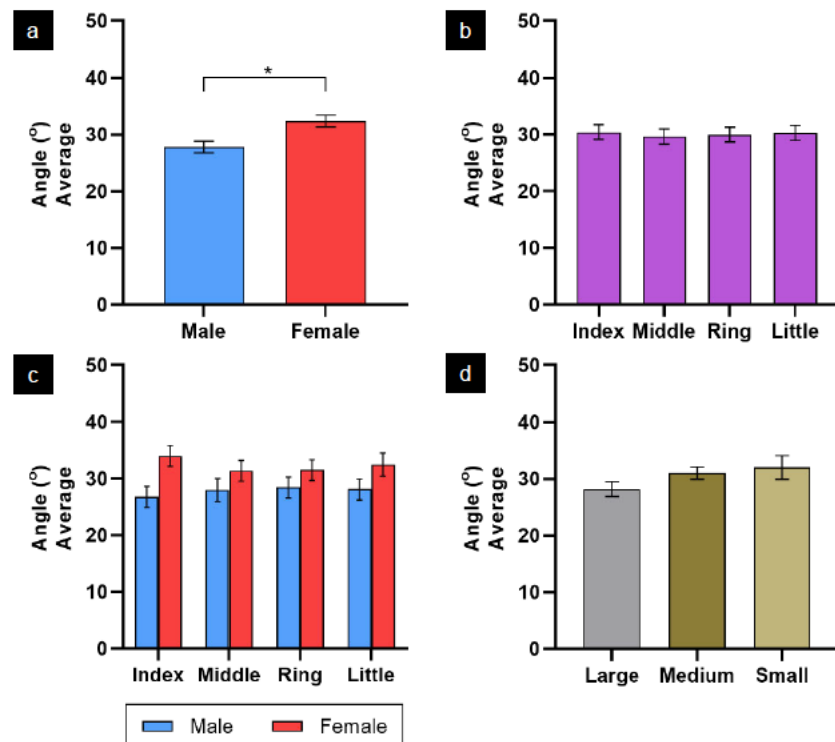 a
50
40
30
20
10
0
Angle (°)
Average
*
Male Female
b
50
40
30
20
10
0
Angle (°)
Average
Index Middle Ring Little
c
50
40
30
20
10
0
Angle (°)
Average
Index Middle Ring Little
Male Female
d
50
40
30
20
10
0
Angle (°)
Average
Large Medium Small